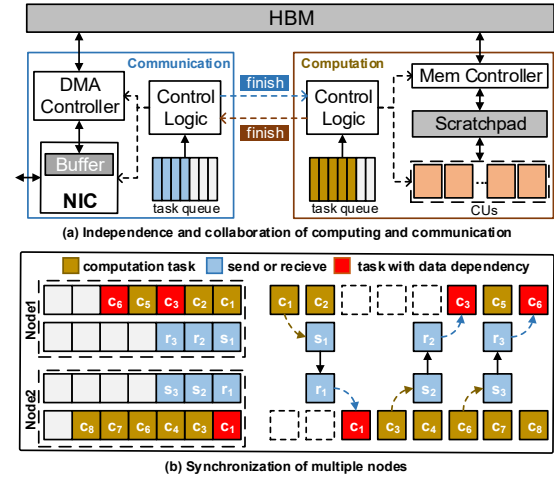 HBM
Communication
Computation
DMA
Controller
Control
Logic
finish
finish
Control
Logic
Mem Controller
Scratchpad
Buffer
NIC
task queue
task queue
CUs
(a) Independence and collaboration of computing and communication
computation task
send or recieve
task with data dependency
Node1
C6 C5 C3 C2 C1
r3 r2 s1
Node2
s3 s2 r1
C8 C7 C6 C4 C3 C1
C1 C2 C3 C5 C6
s1 r2 r3
r1 s2 s3
C1 C3 C4 C6 C7 C8
(b) Synchronization of multiple nodes